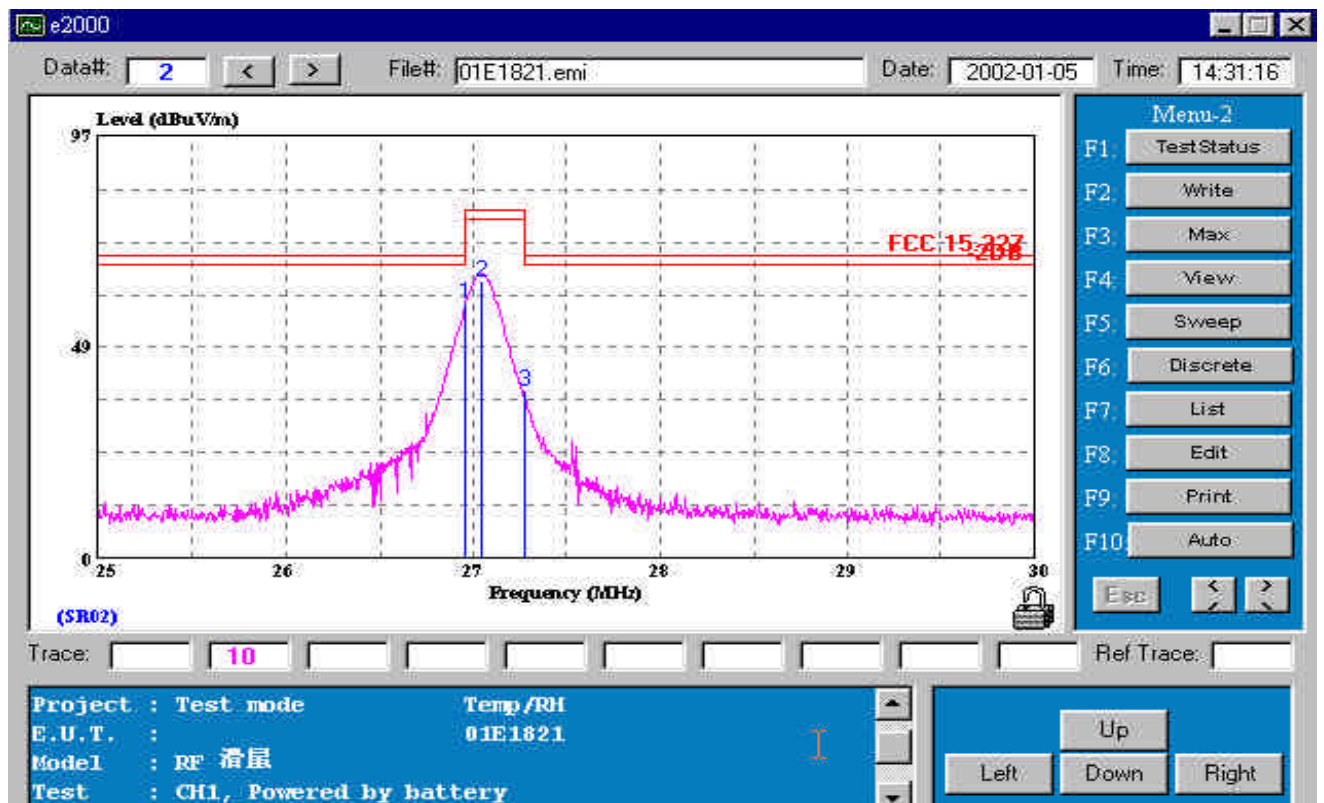 e2000
Data#: 2 < > File#: 01E1821.emi Date: 2002-01-05 Time: 14:31:16
Level (dBuV/m)
97
49
0
FCC 15.227
-2DB
1
2
3
25 26 27 28 29 30
Frequency (MHz)
(SR02)
Menu-2
F1: TestStatus
F2: Write
F3: Max
F4: View
F5: Sweep
F6: Discrete
F7: List
F8: Edit
F9: Print
F10: Auto
Esc
Trace: 10 Ref Trace:
Project : Test mode Temp/RH
E.U.T. : 01E1821
Model : RF 滑鼠
Test : CH1, Powered by battery
Up
Left Down Right